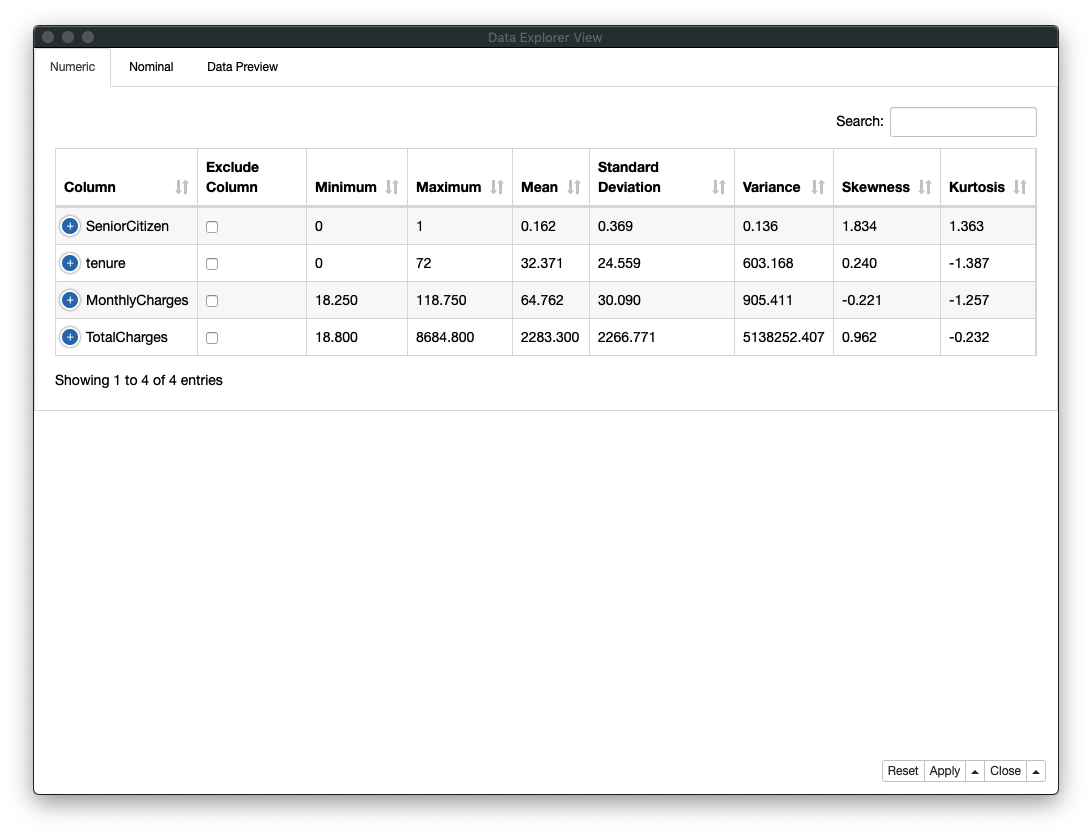 Data Explorer View
Numeric Nominal Data Preview
Search:
Column Exclude Column Minimum Maximum Mean Standard Deviation Variance Skewness Kurtosis
SeniorCitizen 0 1 0.162 0.369 0.136 1.834 1.363
tenure 0 72 32.371 24.559 603.168 0.240 -1.387
MonthlyCharges 18.250 118.750 64.762 30.090 905.411 -0.221 -1.257
TotalCharges 18.800 8684.800 2283.300 2266.771 5138252.407 0.962 -0.232
Showing 1 to 4 of 4 entries
Reset Apply Close